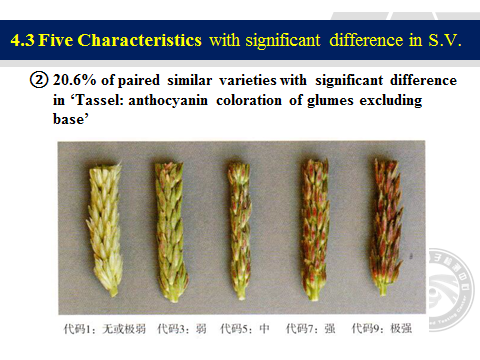 4.3 Five Characteristics with significant difference in S.V.
② 20.6% of paired similar varieties with significant difference
in ‘Tassel: anthocyanin coloration of glumes excluding
base’
代码1：无或极弱 代码3：弱 代码5：中 代码7：强 代码9：极强